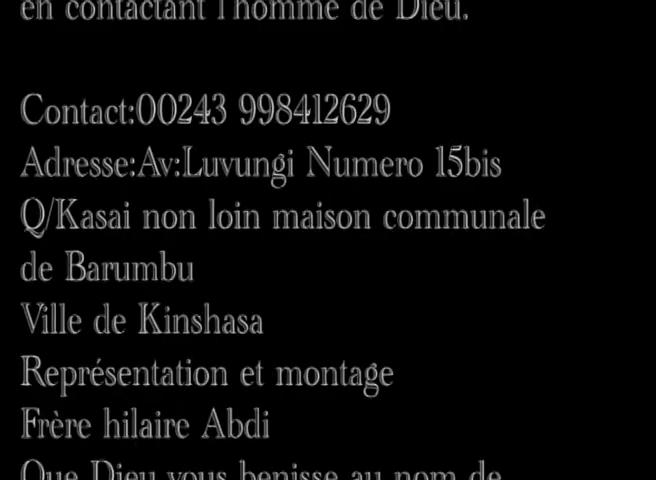 en contactant l'homme de Dieu.
Contact:00243 998412629
Adresse:Av:Luvungi Numero 15bis
Q/Kasai non loin maison communale
de Barumbu
Ville de Kinshasa
Représentation et montage
Frère hilaire Abdi
Que Dieu vous benisse au nom de